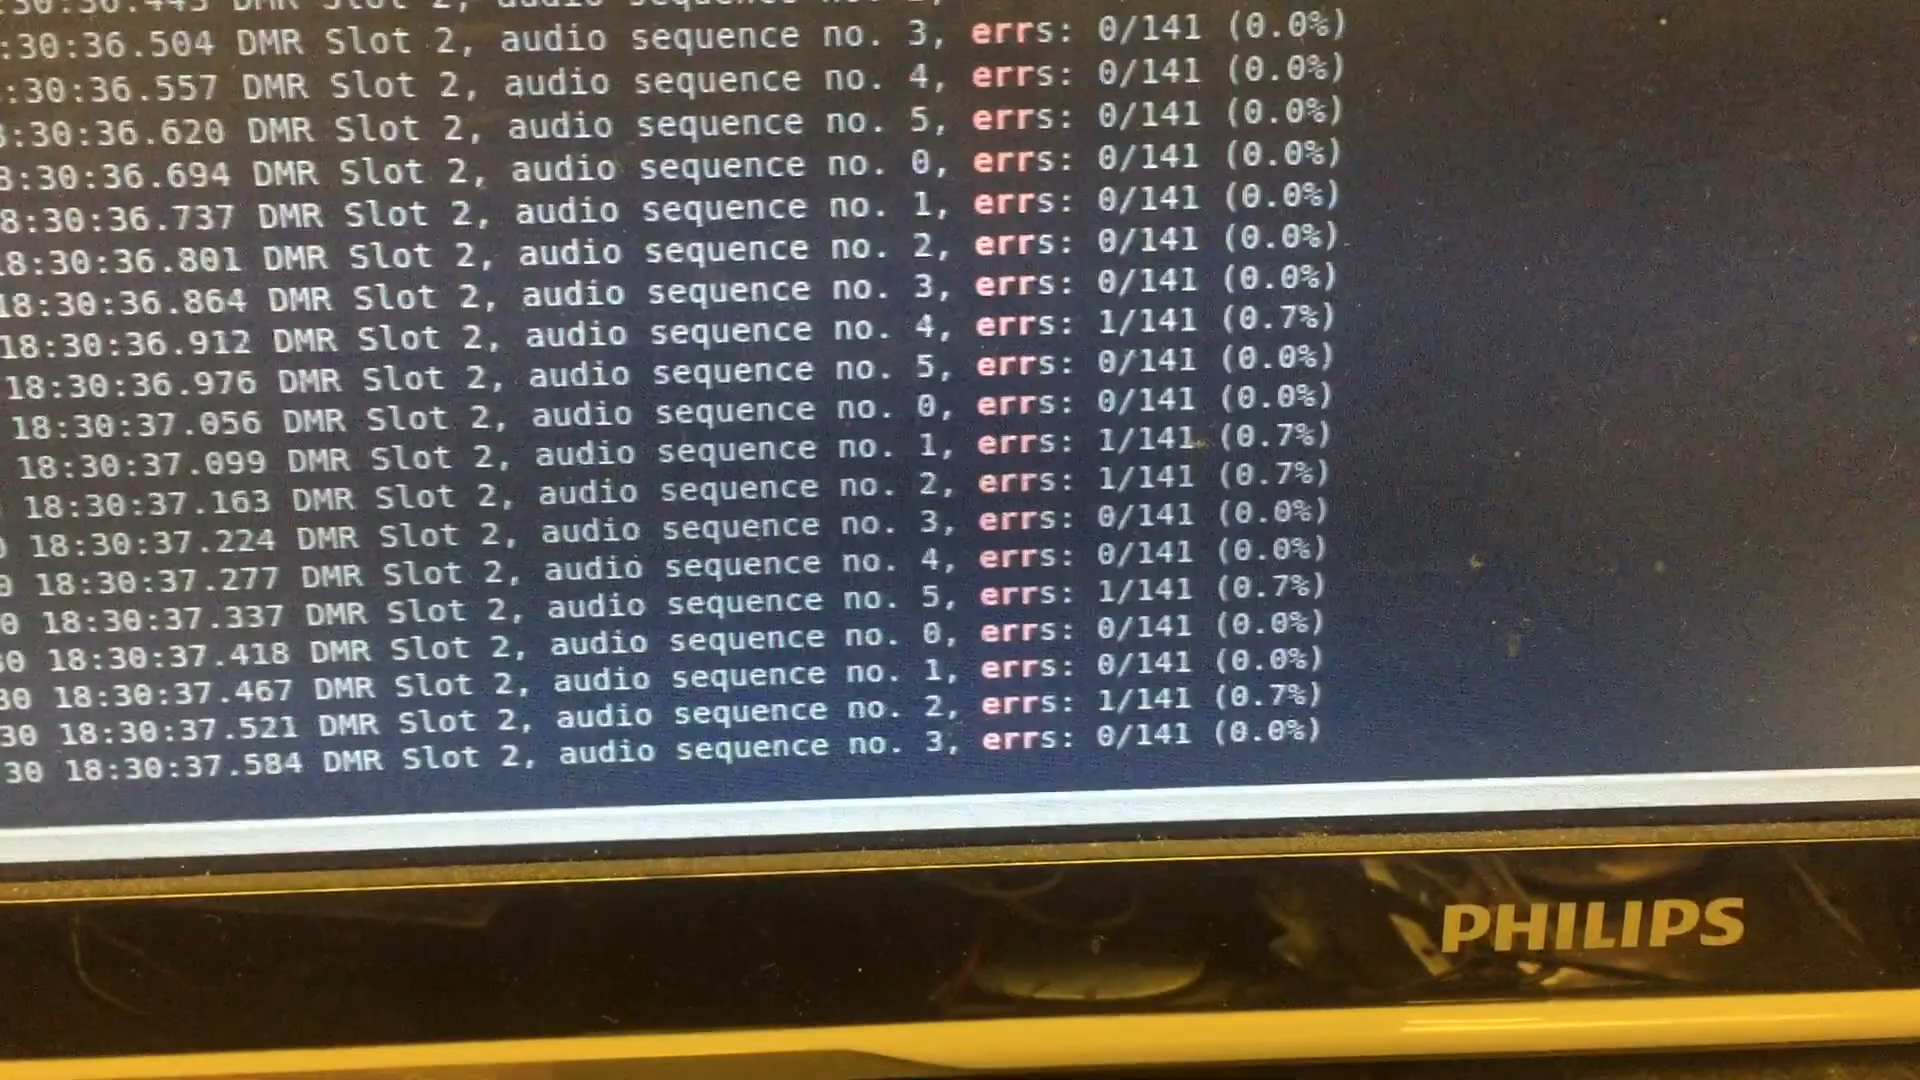 :30:36.443 DMR Slot 2, audio sequence no. 2,
:30:36.504 DMR Slot 2, audio sequence no. 3, errs: 0/141 (0.0%)
:30:36.557 DMR Slot 2, audio sequence no. 4, errs: 0/141 (0.0%)
8:30:36.620 DMR Slot 2, audio sequence no. 5, errs: 0/141 (0.0%)
8:30:36.694 DMR Slot 2, audio sequence no. 0, errs: 0/141 (0.0%)
8:30:36.737 DMR Slot 2, audio sequence no. 1, errs: 0/141 (0.0%)
18:30:36.801 DMR Slot 2, audio sequence no. 2, errs: 0/141 (0.0%)
18:30:36.864 DMR Slot 2, audio sequence no. 3, errs: 0/141 (0.0%)
18:30:36.912 DMR Slot 2, audio sequence no. 4, errs: 1/141 (0.7%)
18:30:36.976 DMR Slot 2, audio sequence no. 5, errs: 0/141 (0.0%)
18:30:37.056 DMR Slot 2, audio sequence no. 0, errs: 0/141 (0.0%)
18:30:37.099 DMR Slot 2, audio sequence no. 1, errs: 1/141 (0.7%)
18:30:37.163 DMR Slot 2, audio sequence no. 2, errs: 1/141 (0.7%)
0 18:30:37.224 DMR Slot 2, audio sequence no. 3, errs: 0/141 (0.0%)
0 18:30:37.277 DMR Slot 2, audio sequence no. 4, errs: 0/141 (0.0%)
0 18:30:37.337 DMR Slot 2, audio sequence no. 5, errs: 1/141 (0.7%)
30 18:30:37.418 DMR Slot 2, audio sequence no. 0, errs: 0/141 (0.0%)
30 18:30:37.467 DMR Slot 2, audio sequence no. 1, errs: 0/141 (0.0%)
30 18:30:37.521 DMR Slot 2, audio sequence no. 2, errs: 1/141 (0.7%)
30 18:30:37.584 DMR Slot 2, audio sequence no. 3, errs: 0/141 (0.0%)
PHILIPS